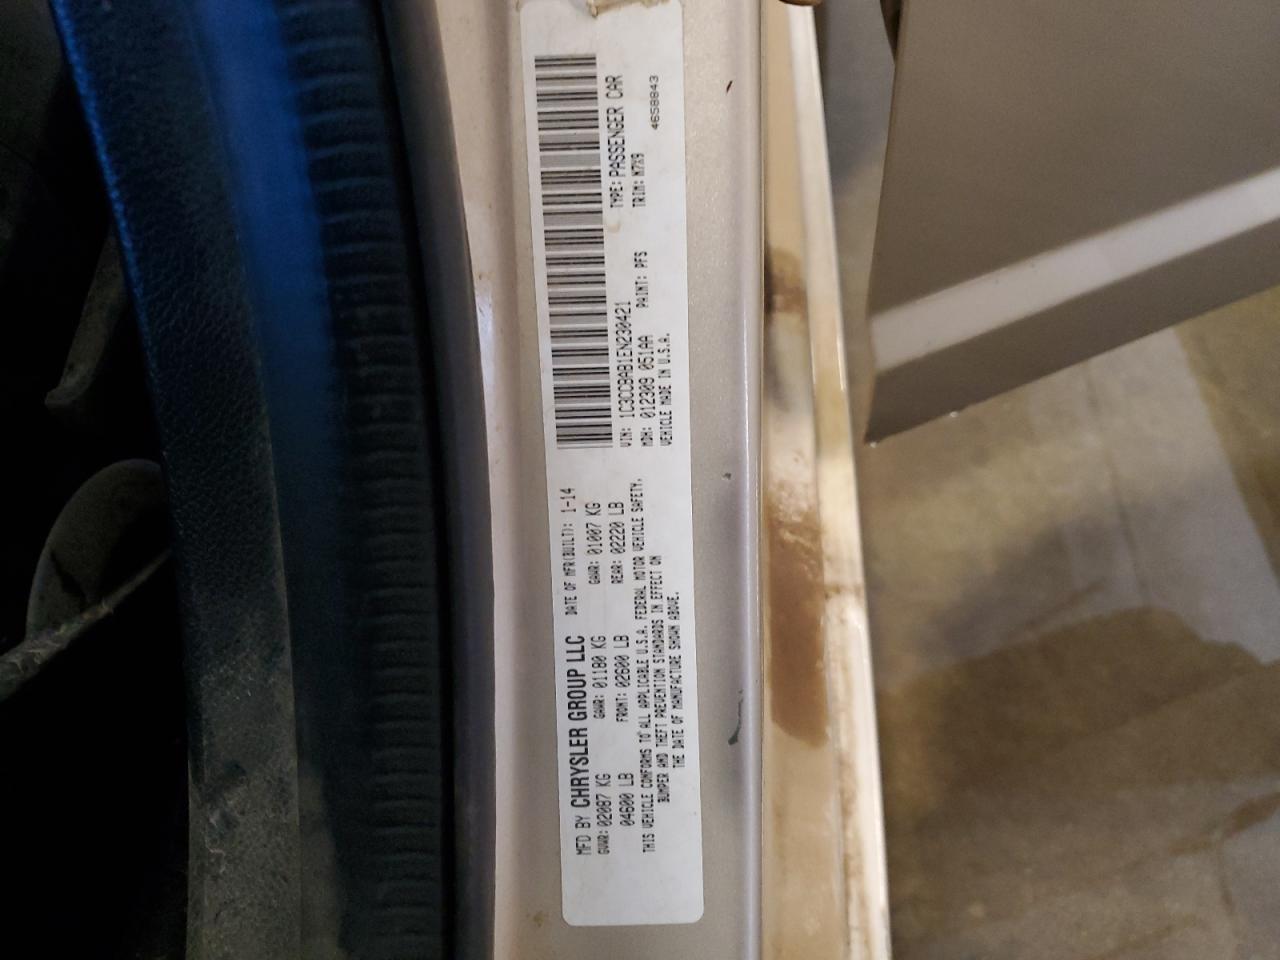 MFD BY CHRYSLER GROUP LLC DATE OF MFR(BUILT): 1-14
GVWR: 02087 KG GAWR: 01180 KG GAWR: 01007 KG
04600 LB FRONT: 02600 LB REAR: 02220 LB
THIS VEHICLE CONFORMS TO ALL APPLICABLE U.S.A. FEDERAL MOTOR VEHICLE SAFETY,
BUMPER AND THEFT PREVENTION STANDARDS IN EFFECT ON
THE DATE OF MANUFACTURE SHOWN ABOVE.
VIN: 1C3CCBAB1EN230421 TYPE: PASSENGER CAR
MDH: 012309 051AA PAINT: PFS TRIM: N7X9
VEHICLE MADE IN U.S.A. 4658843